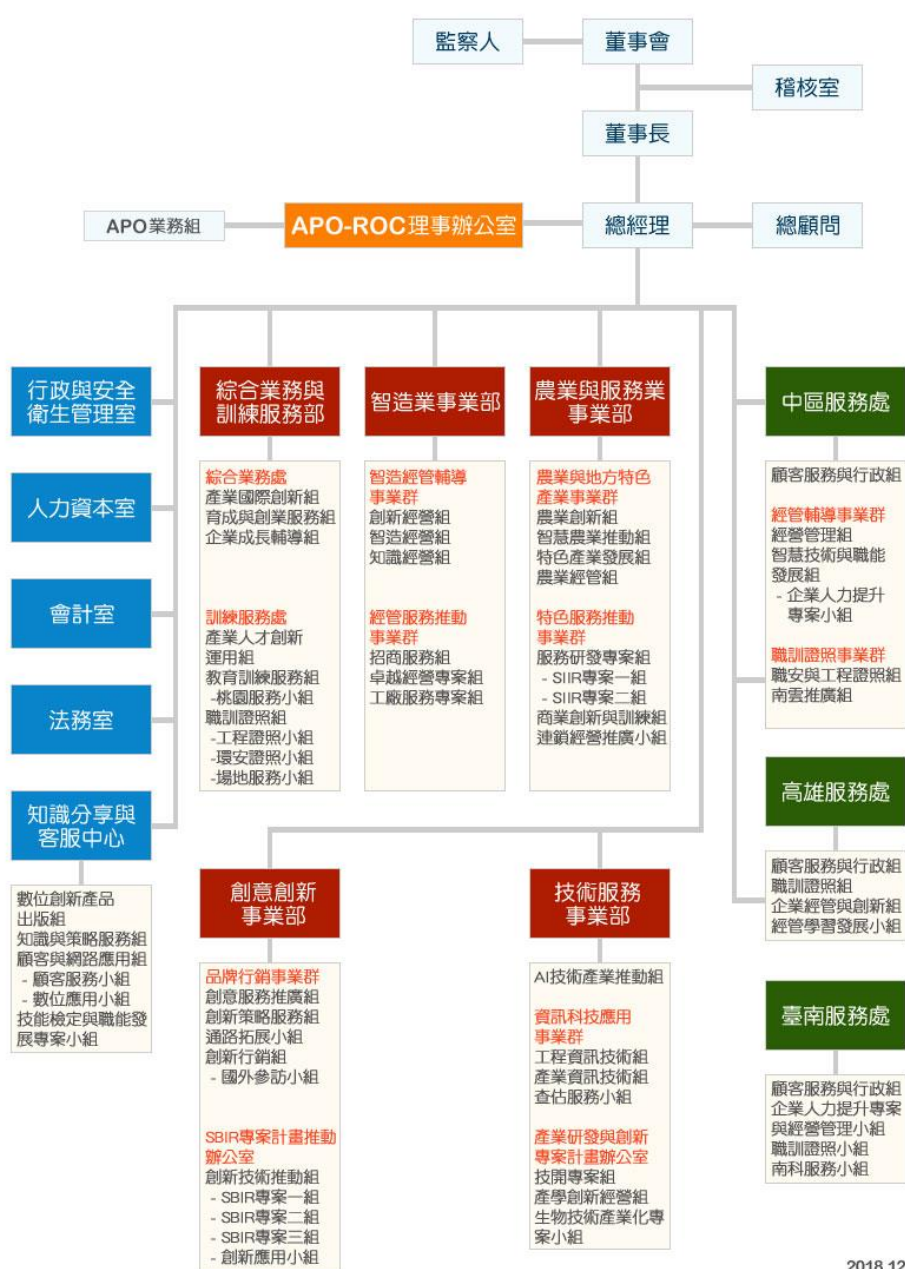 監察人
董事會
稽核室
董事長
APO業務組
APO-ROC理事辦公室
總經理
總顧問
行政與安全
衛生管理室
人力資本室
會計室
法務室
知識分享與
客服中心
數位創新產品
出版組
知識與策略服務組
顧客與網路應用組
- 顧客服務小組
- 數位應用小組
技能檢定與職能發
展專案小組
綜合業務與
訓練服務部
綜合業務處
產業國際創新組
育成與創業服務組
企業成長輔導組
訓練服務處
產業人才創新
運用組
教育訓練服務組
-桃園服務小組
職訓證照組
-工程證照小組
-環安證照小組
-場地服務小組
智造業事業部
智造經管輔導
事業群
創新經營組
智造經營組
知識經營組
經管服務推動
事業群
招商服務組
卓越經營專案組
工廠服務專案組
農業與服務業
事業部
農業與地方特色
產業事業群
農業創新組
智慧農業推動組
特色產業發展組
農業經管組
特色服務推動
事業群
服務研發專案組
- SIIR專案一組
- SIIR專案二組
商業創新與訓練組
連鎖經營推廣小組
創意創新
事業部
品牌行銷事業群
創意服務推廣組
創新策略服務組
通路拓展小組
創新行銷組
- 國外參訪小組
SBIR專案計畫推動
辦公室
創新技術推動組
- SBIR專案一組
- SBIR專案二組
- SBIR專案三組
- 創新應用小組
技術服務
事業部
AI技術產業推動組
資訊科技應用
事業群
工程資訊技術組
產業資訊技術組
查估服務小組
產業研發與創新
專案計畫辦公室
技開專案組
產學創新經營組
生物技術產業化專
案小組
中區服務處
顧客服務與行政組
經管輔導事業群
經營管理組
智慧技術與職能
發展組
- 企業人力提升
專案小組
職訓證照事業群
職安與工程證照組
南雲推廣組
高雄服務處
顧客服務與行政組
職訓證照組
企業經管與創新組
經管學習發展小組
臺南服務處
顧客服務與行政組
企業人力提升專案
與經營管理小組
職訓證照小組
南科服務小組
2018.12